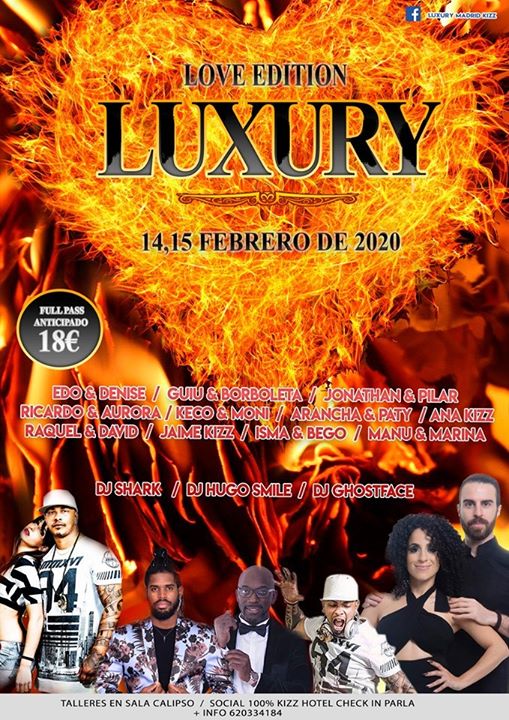 LUXURY MADRID KIZZ
LOVE EDITION
LUXURY
14,15 FEBRERO DE 2020
FULL PASS
ANTICIPADO
18€
EDO & DENISE / GUIU & BORBOLETA / JONATHAN & PILAR
RICARDO & AURORA / KECO & MONI / ARANCHA & PATY / ANA KIZZ
RAQUEL & DAVID / JAIME KIZZ / ISMA & BEGO / MANU & MARINA
DJ SHARK / DJ HUGO SMILE / DJ GHOSTFACE
TALLERES EN SALA CALIPSO / SOCIAL 100% KIZZ HOTEL CHECK IN PARLA
+ INFO 620334184